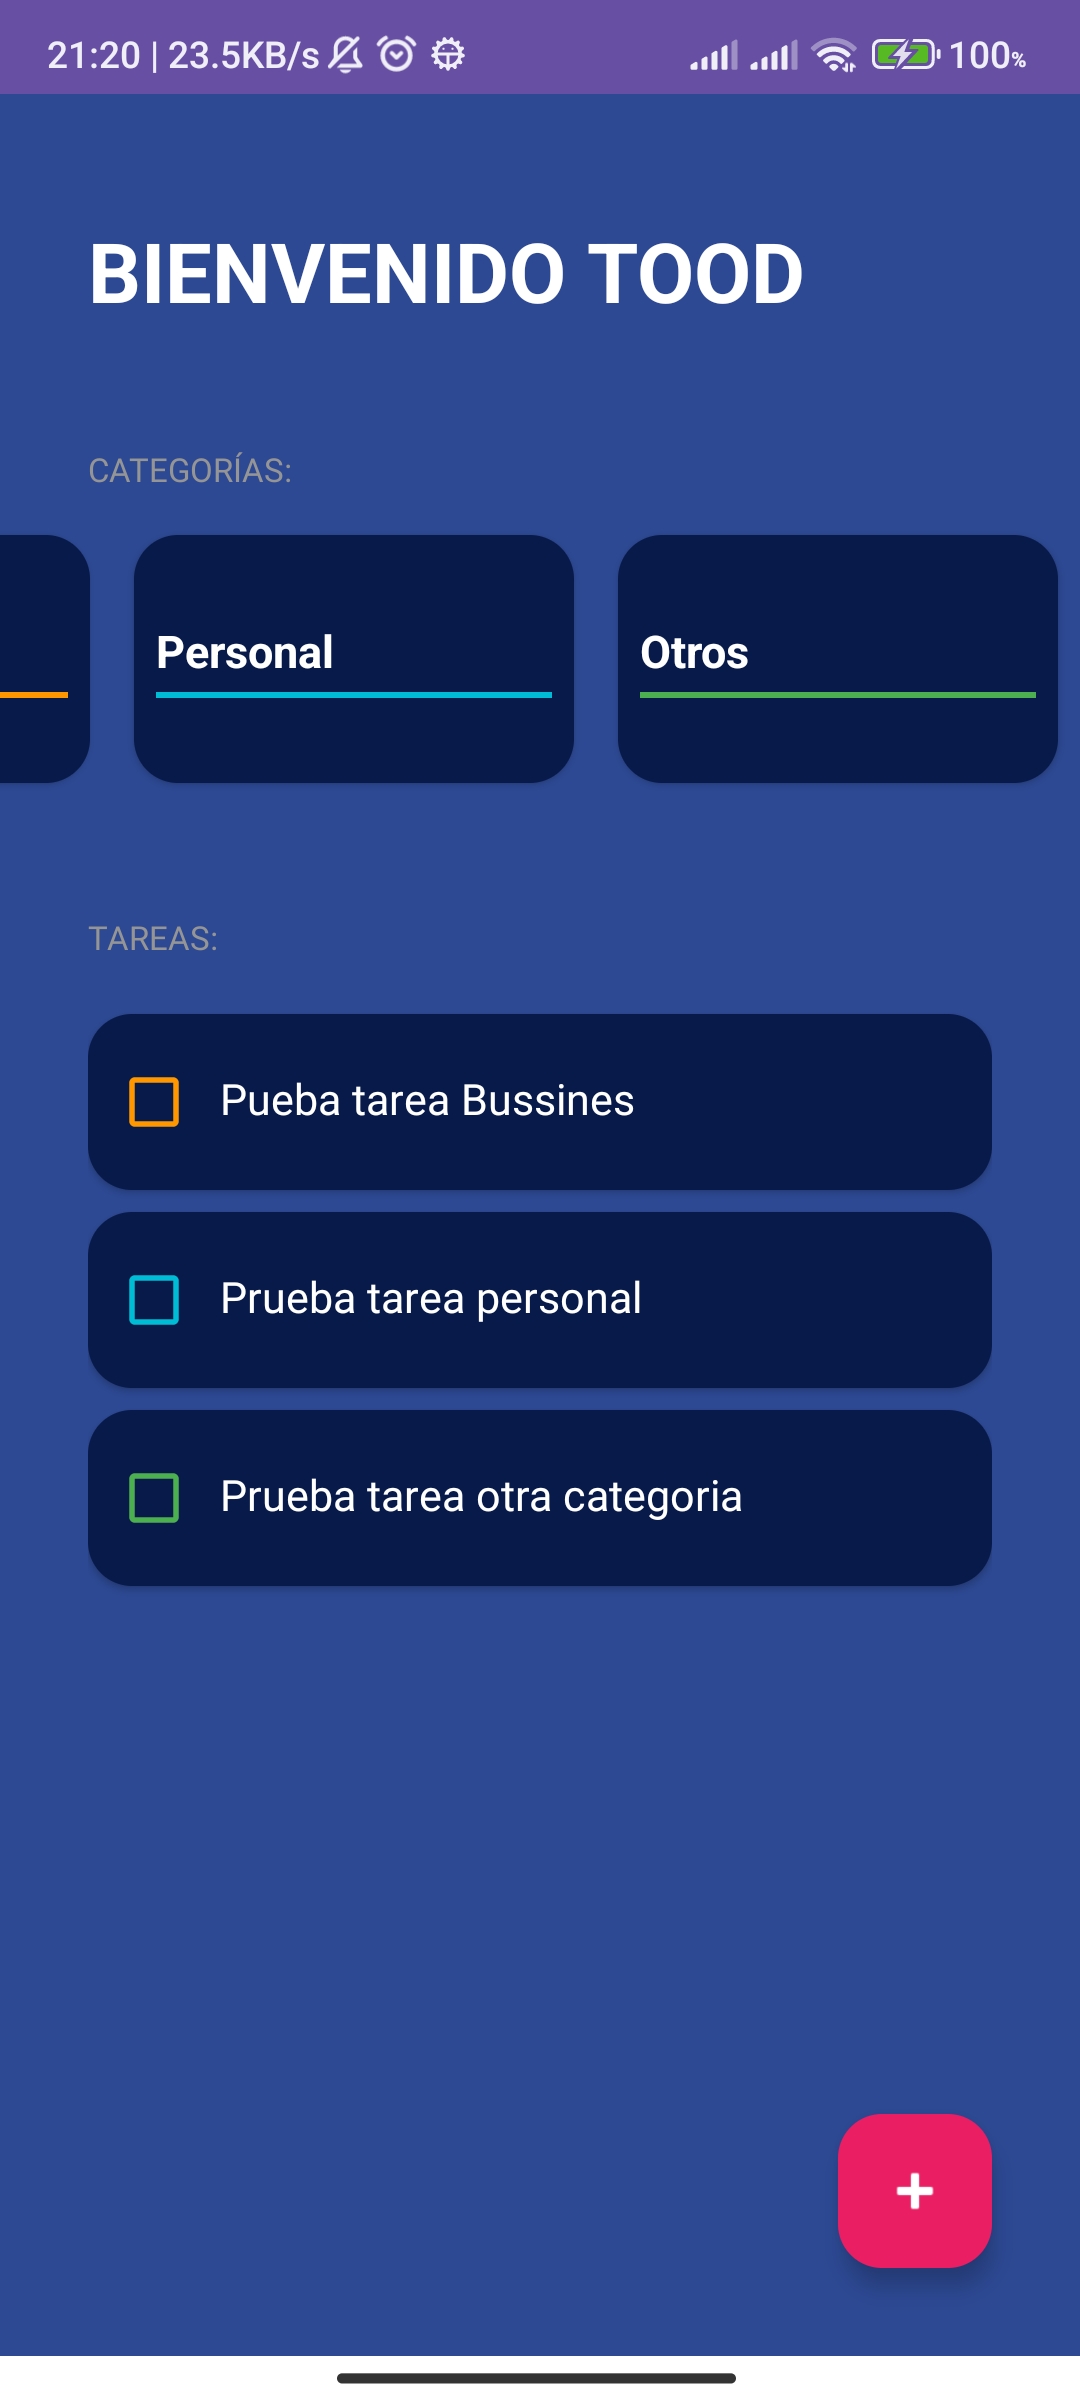 21:20 | 23.5KB/s 100%
BIENVENIDO TOOD
CATEGORÍAS:
Personal
Otros
TAREAS:
Pueba tarea Bussines
Prueba tarea personal
Prueba tarea otra categoria
+